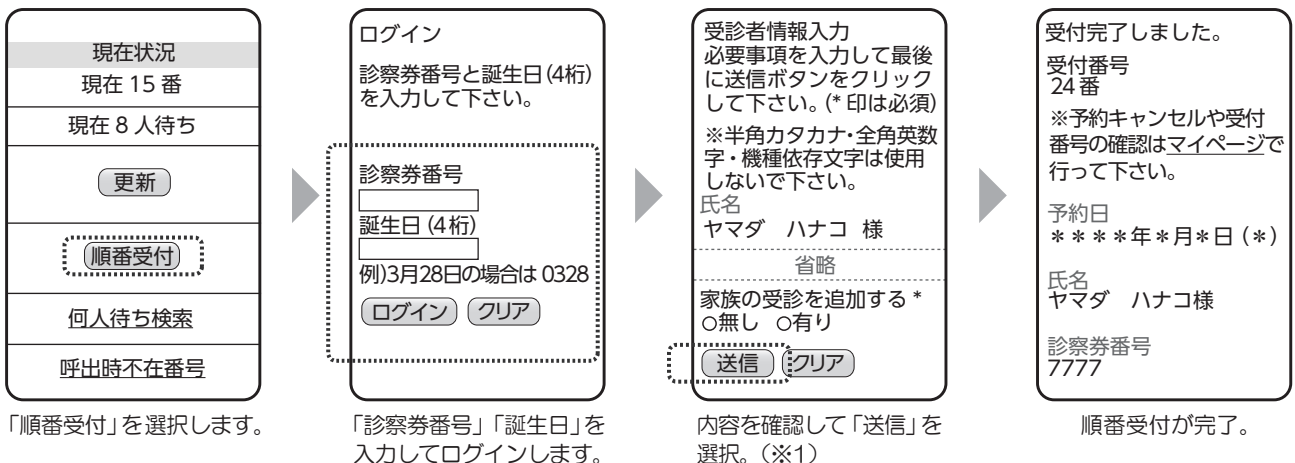 現在状況
現在 15 番
現在 8 人待ち
更新
順番受付
何人待ち検索
呼出時不在番号
「順番受付」を選択します。
ログイン
診察券番号と誕生日(4桁)
を入力して下さい。
診察券番号
誕生日 (4桁)
例)3月28日の場合は 0328
ログイン クリア
「診察券番号」「誕生日」を
入力してログインします。
受診者情報入力
必要事項を入力して最後
に送信ボタンをクリック
して下さい。(* 印は必須)
※半角カタカナ・全角英数
字・機種依存文字は使用
しないで下さい。
氏名
ヤマダ ハナコ 様
省略
家族の受診を追加する *
○無し ○有り
送信 クリア
内容を確認して「送信」を
選択。(※1)
受付完了しました。
受付番号
24 番
※予約キャンセルや受付
番号の確認はマイページで
行って下さい。
予約日
＊＊＊＊年＊月＊日 (＊)
氏名
ヤマダ ハナコ様
診察券番号
7777
順番受付が完了。